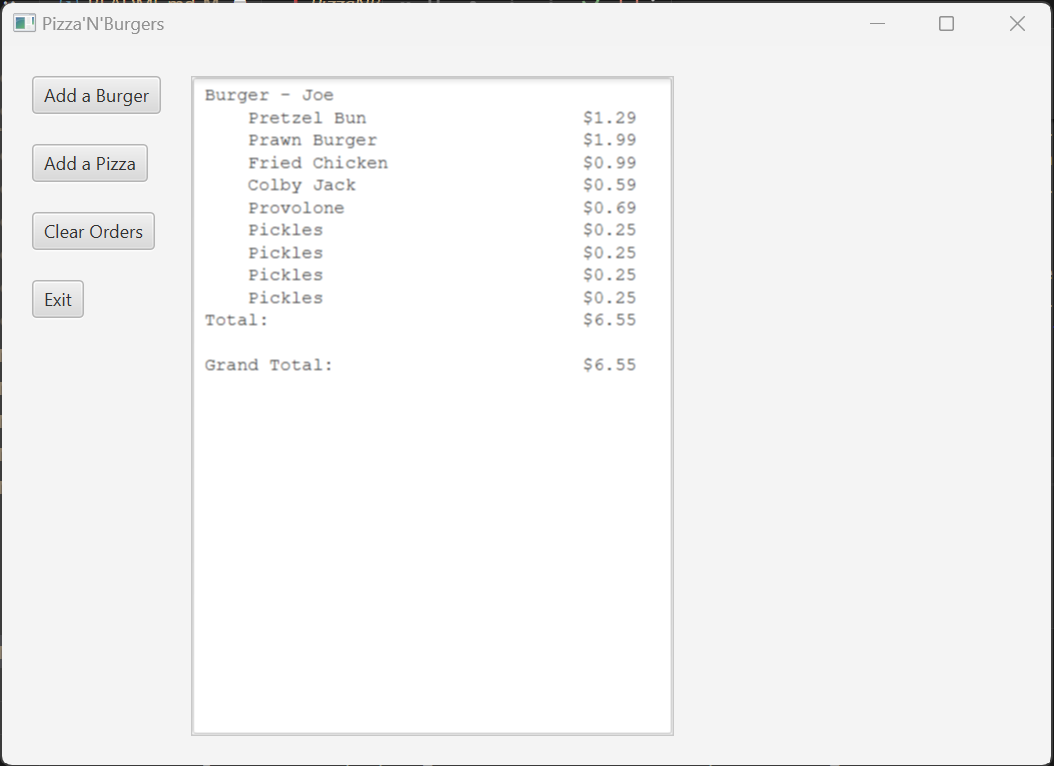 Pizza'N'Burgers
Add a Burger
Add a Pizza
Clear Orders
Exit
Burger - Joe
Pretzel Bun $1.29
Prawn Burger $1.99
Fried Chicken $0.99
Colby Jack $0.59
Provolone $0.69
Pickles $0.25
Pickles $0.25
Pickles $0.25
Pickles $0.25
Total: $6.55
Grand Total: $6.55